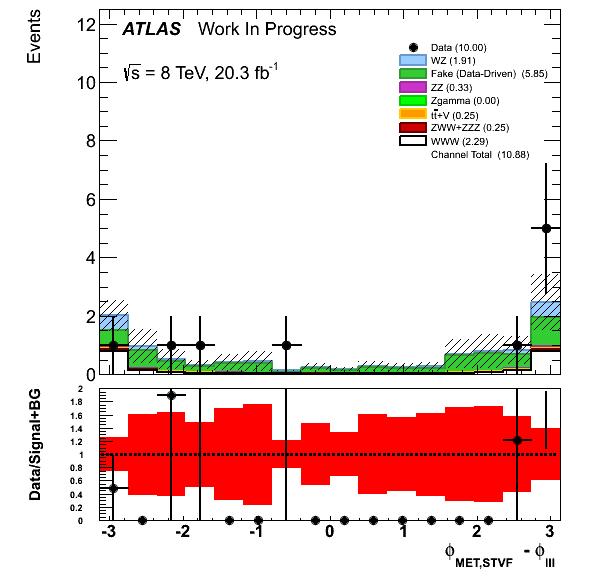 Events
12
10
8
6
4
2
0
ATLAS Work In Progress
√s = 8 TeV, 20.3 fb⁻¹
Data (10.00)
WZ (1.91)
Fake (Data-Driven) (5.85)
ZZ (0.33)
Zgamma (0.00)
tt̄+V (0.25)
ZWW+ZZZ (0.25)
WWW (2.29)
Channel Total (10.88)
Data/Signal+BG
2
1.8
1.6
1.4
1.2
1
0.8
0.6
0.4
0.2
0
-3 -2 -1 0 1 2 3
ϕMET,STVF - ϕlll